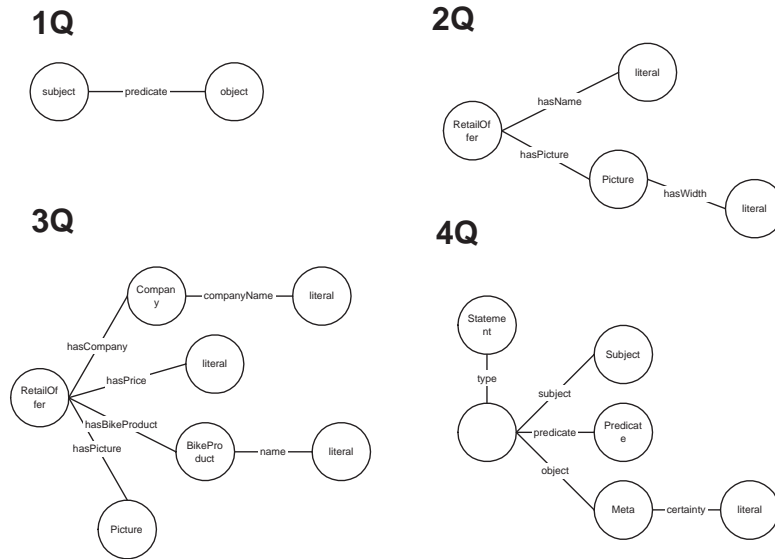 1Q
subject
predicate
object
2Q
literal
hasName
RetailOf
fer
hasPicture
Picture
hasWidth
literal
3Q
Compan
y
companyName
literal
hasCompany
literal
hasPrice
RetailOf
fer
hasBikeProduct
hasPicture
BikePro
duct
name
literal
Picture
4Q
Stateme
nt
type
Subject
subject
predicate
Predica
te
object
Meta
certainty
literal